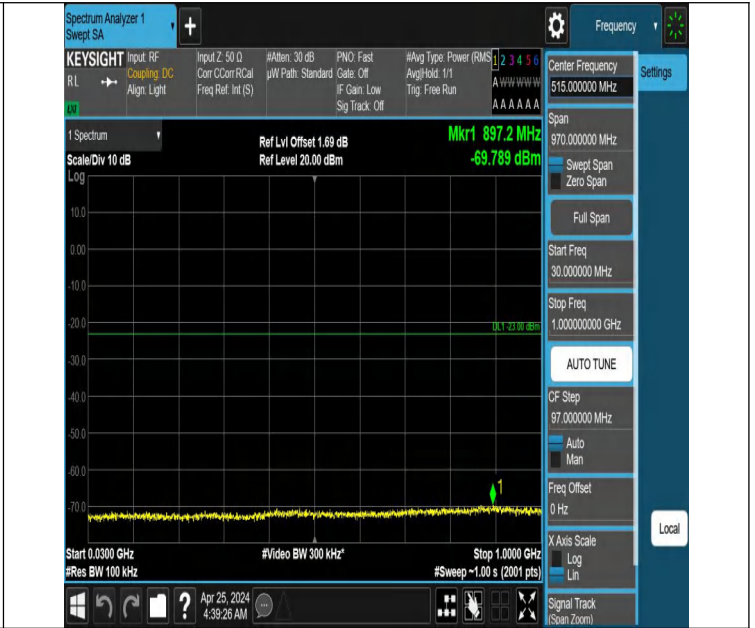 Spectrum Analyzer 1
Swept SA
Frequency
KEYSIGHT
RL
LXI
Input: RF
Coupling: DC
Align: Light
Input Z: 50 Ω
Corr CCorr RCal
Freq Ref: Int (S)
#Atten: 30 dB
µW Path: Standard
PNO: Fast
Gate: Off
IF Gain: Low
Sig Track: Off
#Avg Type: Power (RMS
Avg|Hold: 1/1
Trig: Free Run
1 2 3 4 5 6
A W W W W W
A A A A A A
1 Spectrum
Scale/Div 10 dB
Log
Ref Lvl Offset 1.69 dB
Ref Level 20.00 dBm
Mkr1 897.2 MHz
-69.789 dBm
10.0
0.00
-10.0
-20.0
DL1 -23.00 dBm
-30.0
-40.0
-50.0
-60.0
1
-70.0
Start 0.0300 GHz
#Res BW 100 kHz
#Video BW 300 kHz*
Stop 1.0000 GHz
#Sweep ~1.00 s (2001 pts)
Center Frequency
515.000000 MHz
Span
970.000000 MHz
Swept Span
Zero Span
Full Span
Start Freq
30.000000 MHz
Stop Freq
1.000000000 GHz
AUTO TUNE
CF Step
97.000000 MHz
Auto
Man
Freq Offset
0 Hz
X Axis Scale
Log
Lin
Signal Track
(Span Zoom)
Settings
Local
?
Apr 25, 2024
4:39:26 AM